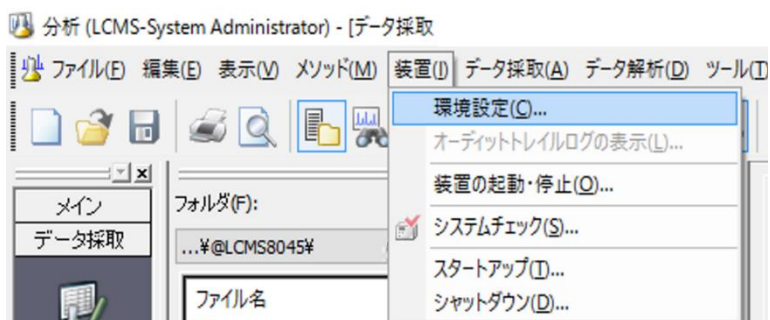 分析 (LCMS-System Administrator) - [データ採取
ファイル(F) 編集(E) 表示(V) メソッド(M) 装置(I) データ採取(A) データ解析(D) ツール(T)
環境設定(C)...
オーディットトレイルログの表示(L)...
装置の起動・停止(O)...
システムチェック(S)...
スタートアップ(T)...
シャットダウン(D)...
メイン
データ採取
フォルダ(F):
...¥@LCMS8045¥
ファイル名